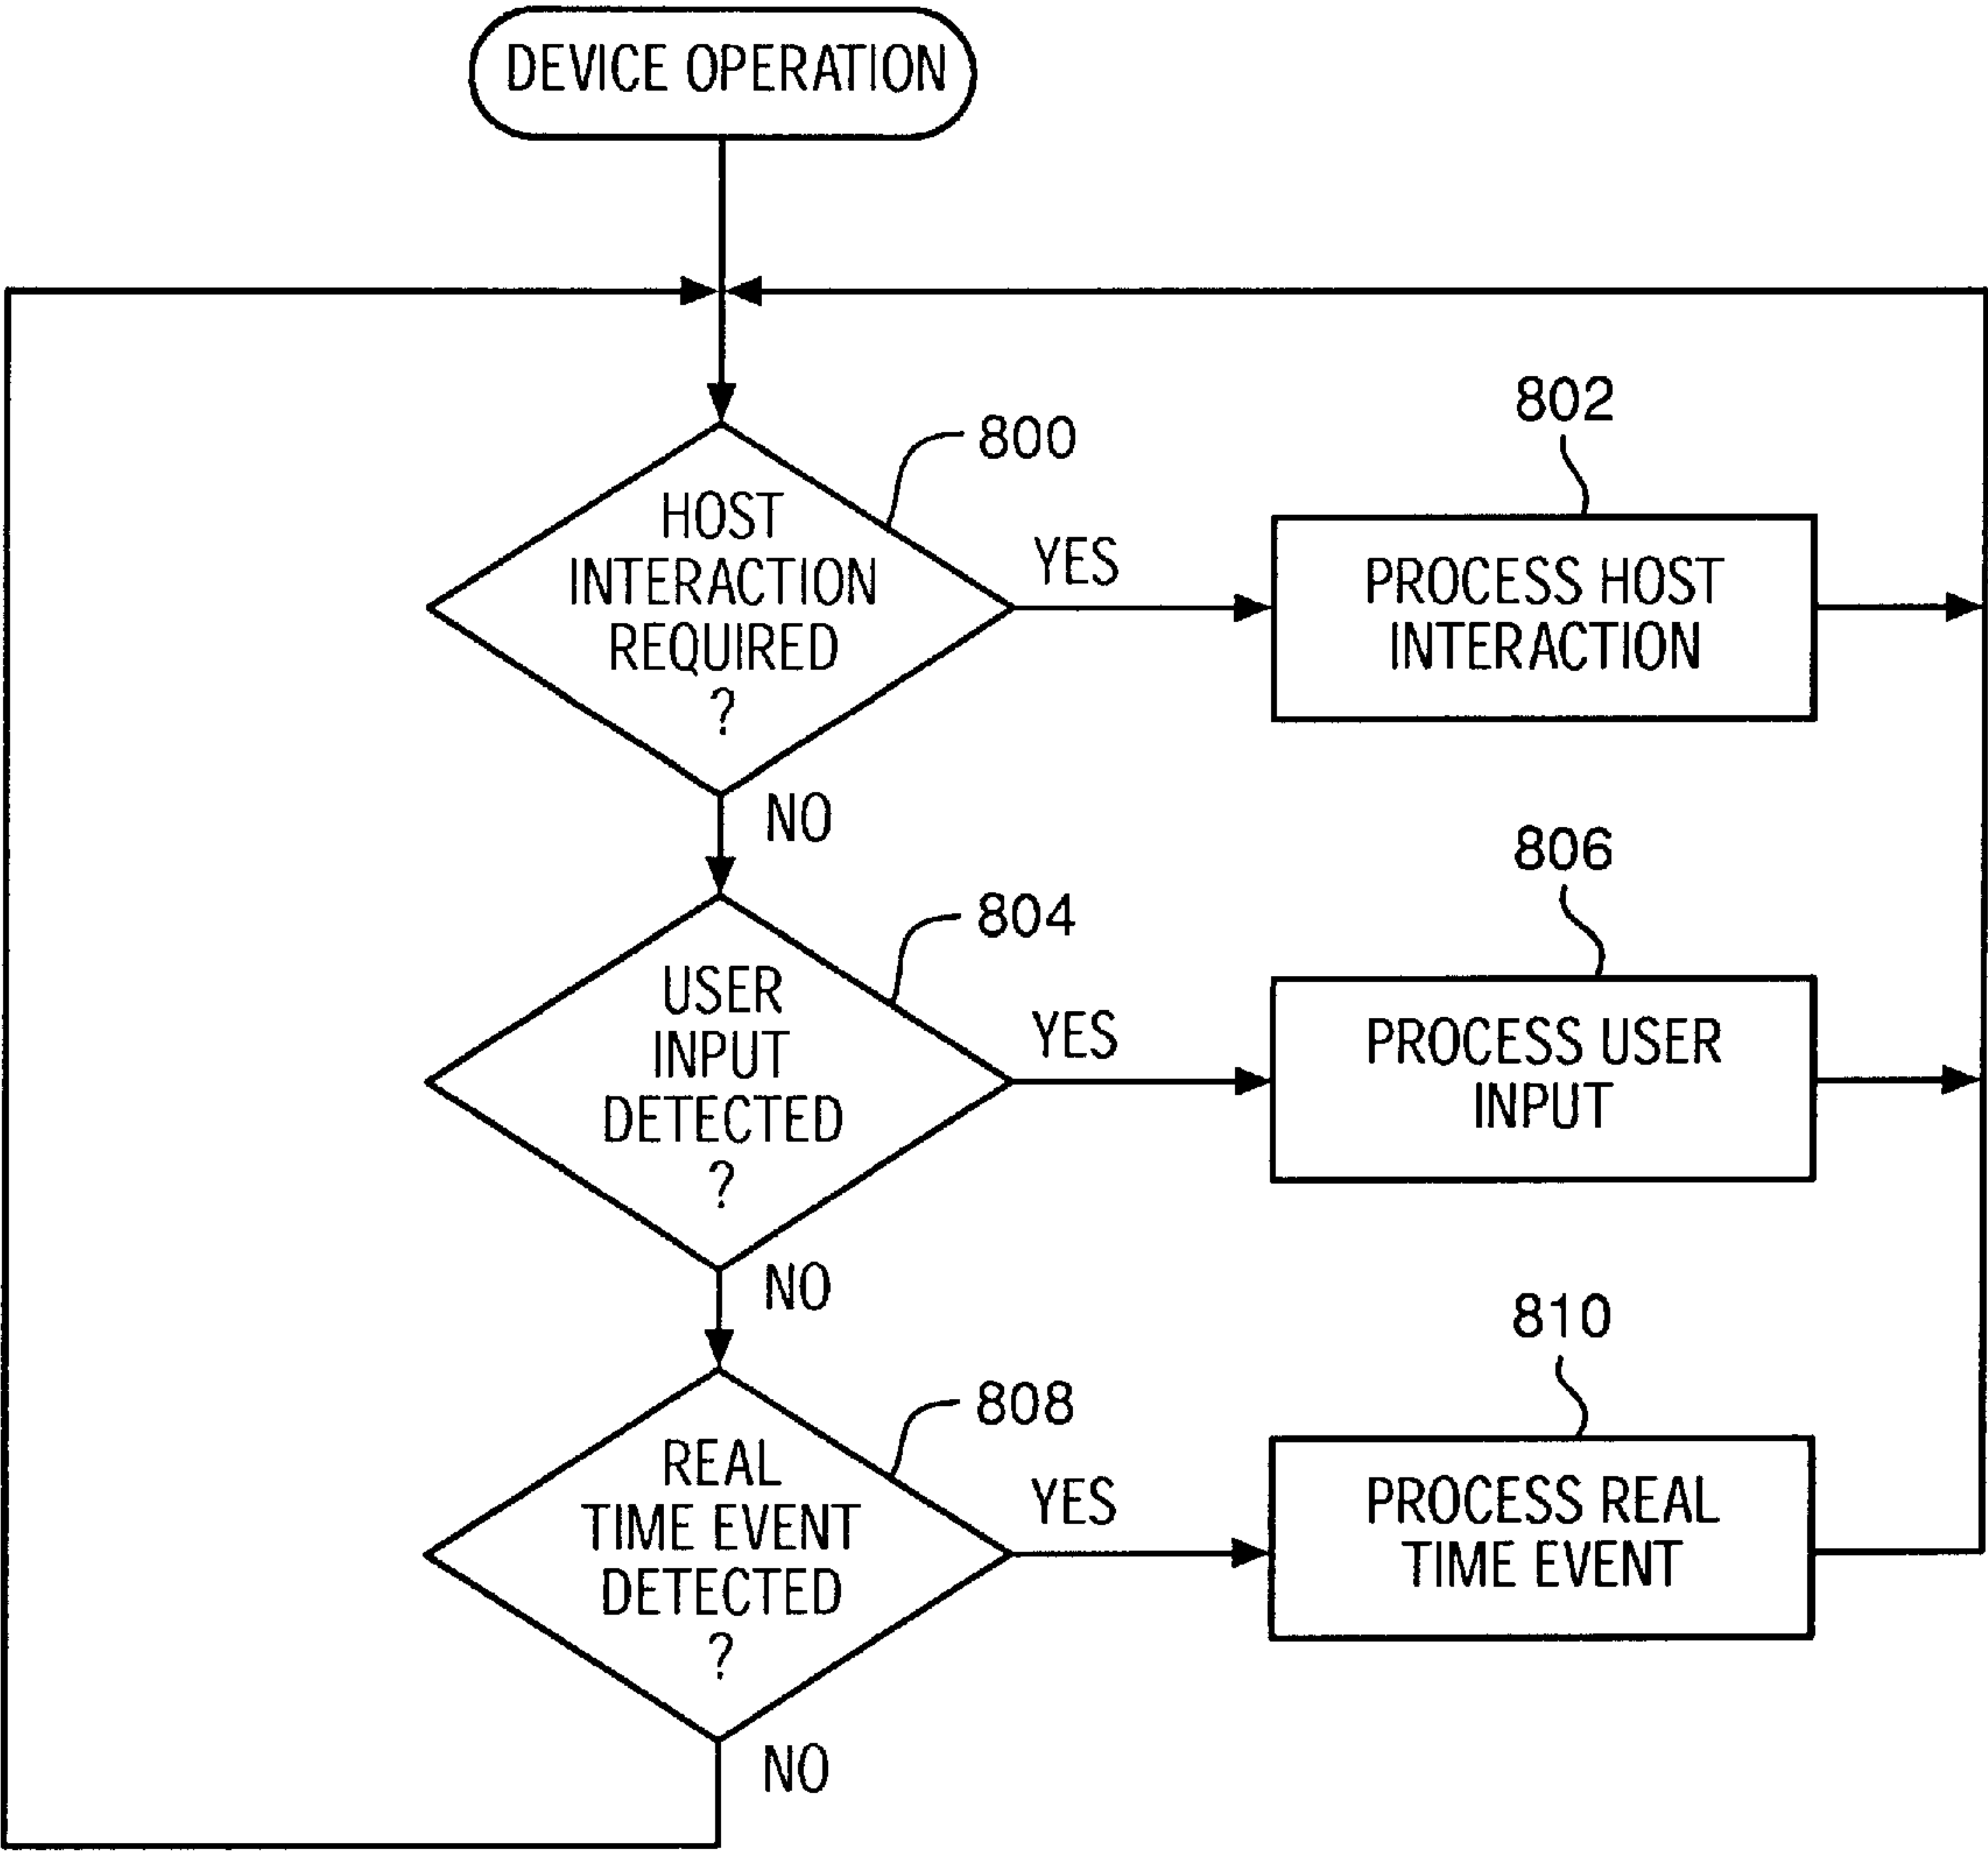 DEVICE OPERATION
800
HOST
INTERACTION
REQUIRED
?
YES
802
PROCESS HOST
INTERACTION
NO
804
USER
INPUT
DETECTED
?
YES
806
PROCESS USER
INPUT
NO
808
REAL
TIME EVENT
DETECTED
?
YES
810
PROCESS REAL
TIME EVENT
NO